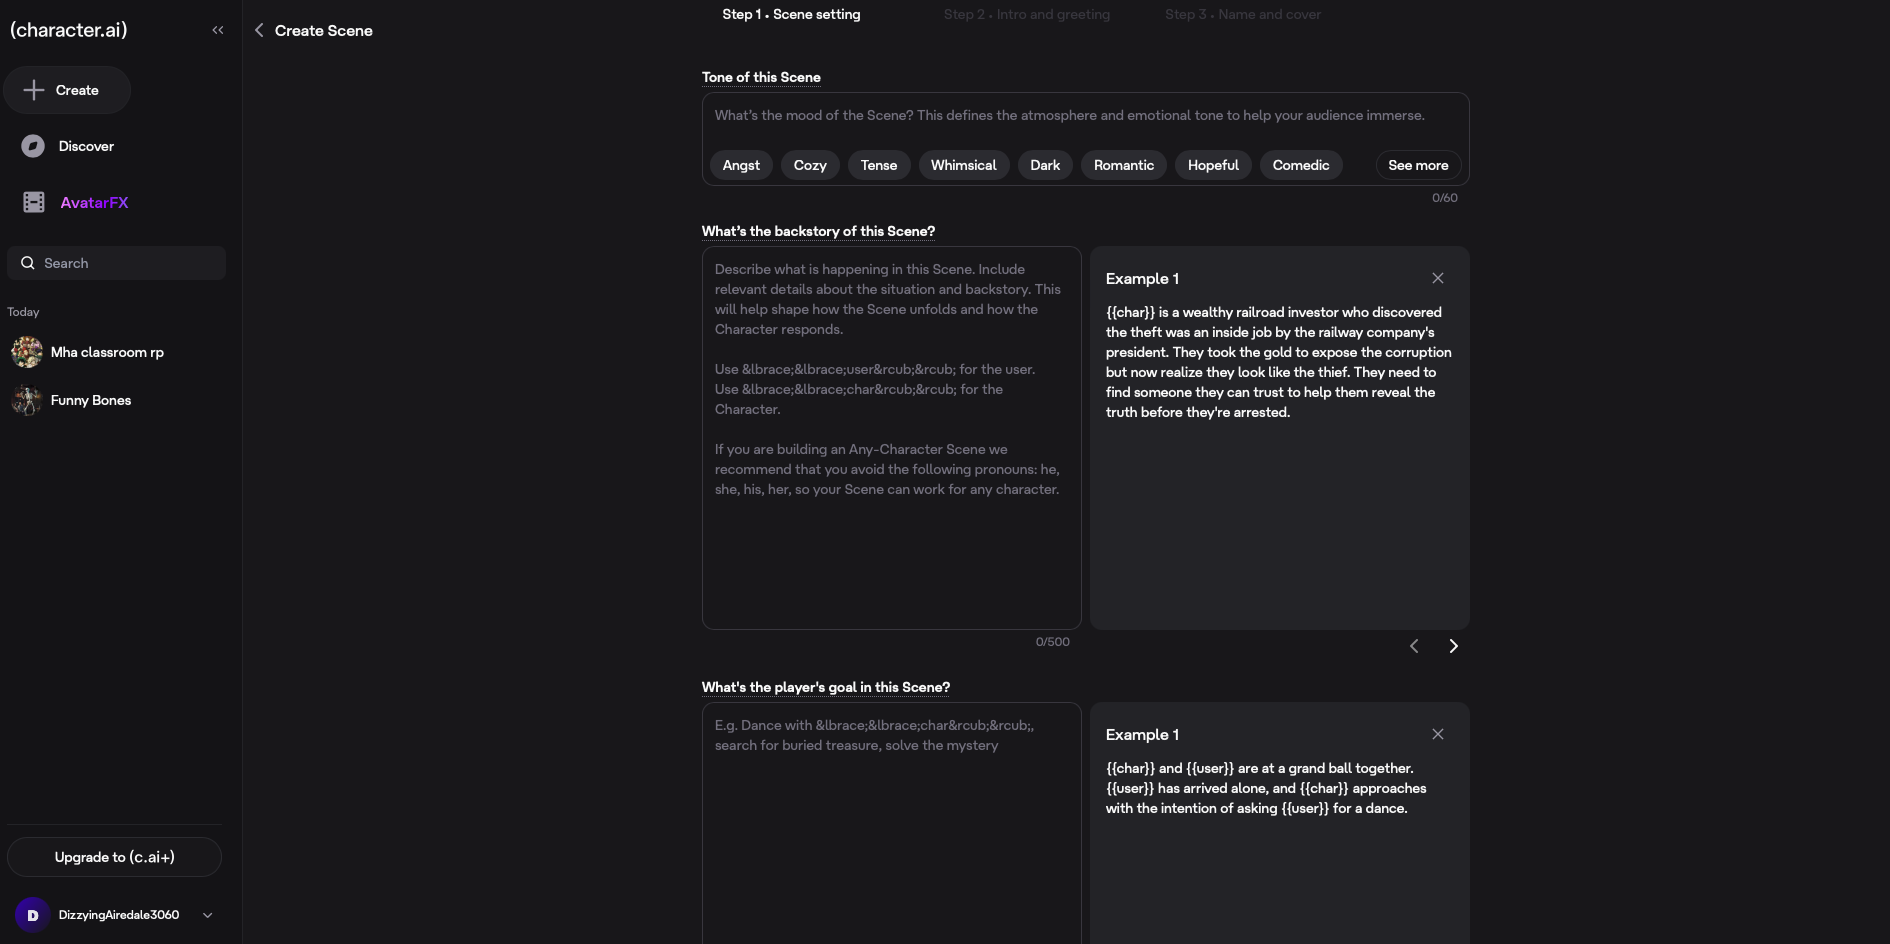 (character.ai)
Create
Discover
AvatarFX
Search
Today
Mha classroom rp
Funny Bones
Upgrade to (c.ai+)
D
DizzyingAiredale3060
Create Scene
Step 1 • Scene setting
Step 2 • Intro and greeting
Step 3 • Name and cover
Tone of this Scene
What's the mood of the Scene? This defines the atmosphere and emotional tone to help your audience immerse.
Angst Cozy Tense Whimsical Dark Romantic Hopeful Comedic See more
0/60
What's the backstory of this Scene?
Describe what is happening in this Scene. Include
relevant details about the situation and backstory. This
will help shape how the Scene unfolds and how the
Character responds.
Use &lbrace;&lbrace;user&rcub;&rcub; for the user.
Use &lbrace;&lbrace;char&rcub;&rcub; for the
Character.
If you are building an Any-Character Scene we
recommend that you avoid the following pronouns: he,
she, his, her, so your Scene can work for any character.
0/500
Example 1
{{char}} is a wealthy railroad investor who discovered
the theft was an inside job by the railway company's
president. They took the gold to expose the corruption
but now realize they look like the thief. They need to
find someone they can trust to help them reveal the
truth before they're arrested.
What's the player's goal in this Scene?
E.g. Dance with &lbrace;&lbrace;char&rcub;&rcub;,
search for buried treasure, solve the mystery
Example 1
{{char}} and {{user}} are at a grand ball together.
{{user}} has arrived alone, and {{char}} approaches
with the intention of asking {{user}} for a dance.